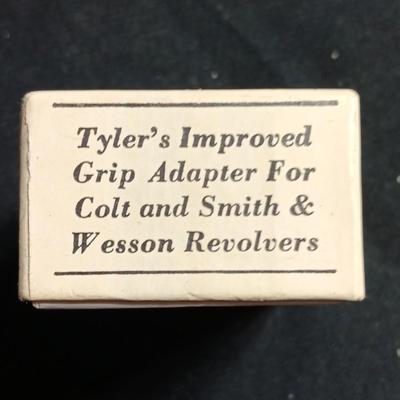 Tyler's Improved
Grip Adapter For
Colt and Smith &
Wesson Revolvers